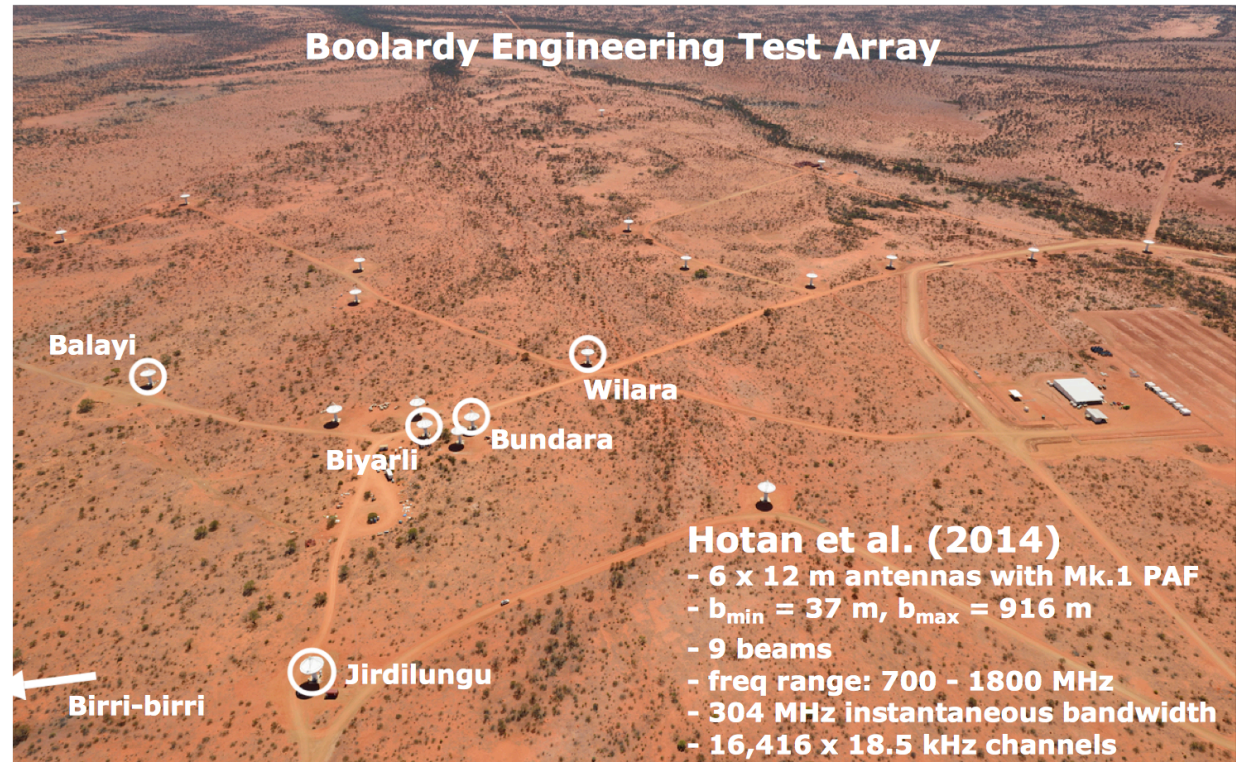 Boolardy Engineering Test Array
Balayi
Wilara
Bundara
Biyarli
Jirdilungu
Birri-birri
Hotan et al. (2014)
- 6 x 12 m antennas with Mk.1 PAF
- bmin = 37 m, bmax = 916 m
- 9 beams
- freq range: 700 - 1800 MHz
- 304 MHz instantaneous bandwidth
- 16,416 x 18.5 kHz channels